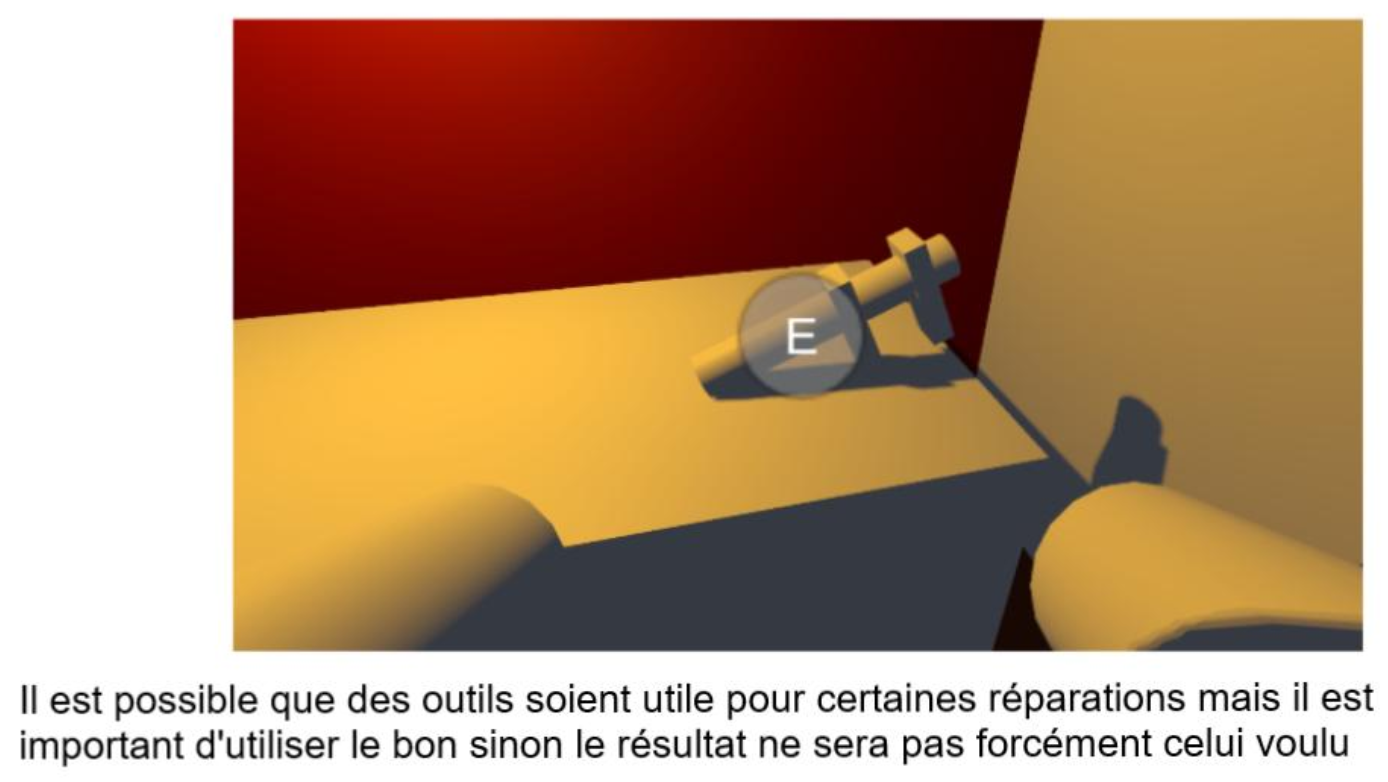 E
Il est possible que des outils soient utile pour certaines réparations mais il est
important d'utiliser le bon sinon le résultat ne sera pas forcément celui voulu